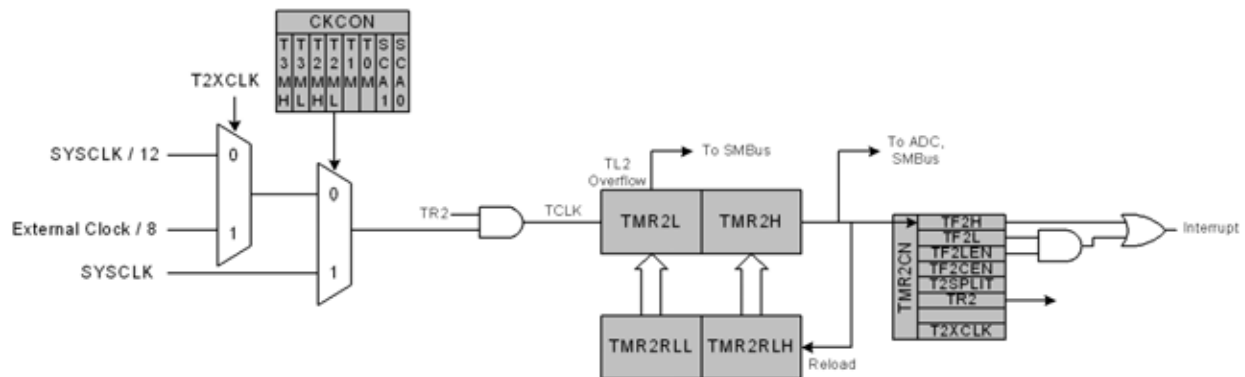 CKCON
T3MH
T3ML
T2MH
T2ML
T1M
T0M
SCA1
SCA0
T2XCLK
SYSCLK / 12
0
External Clock / 8
1
SYSCLK
0
1
TR2
TCLK
TL2
Overflow
To SMBus
TMR2L
TMR2H
To ADC,
SMBus
TMR2RLL
TMR2RLH
Reload
TMR2CN
TF2H
TF2L
TF2LEN
TF2CEN
T2SPLIT
TR2
T2XCLK
Interrupt